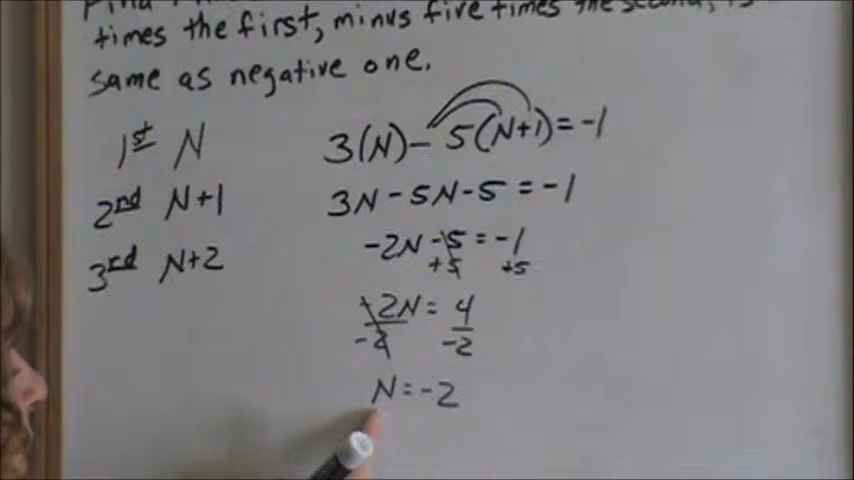 times the first, minus five times the second, is
same as negative one.
1st N
2nd N+1
3rd N+2
3(N)-5(N+1)=-1
3N-5N-5=-1
-2N-5=-1
+5 +5
-2N=4
-2 -2
N=-2